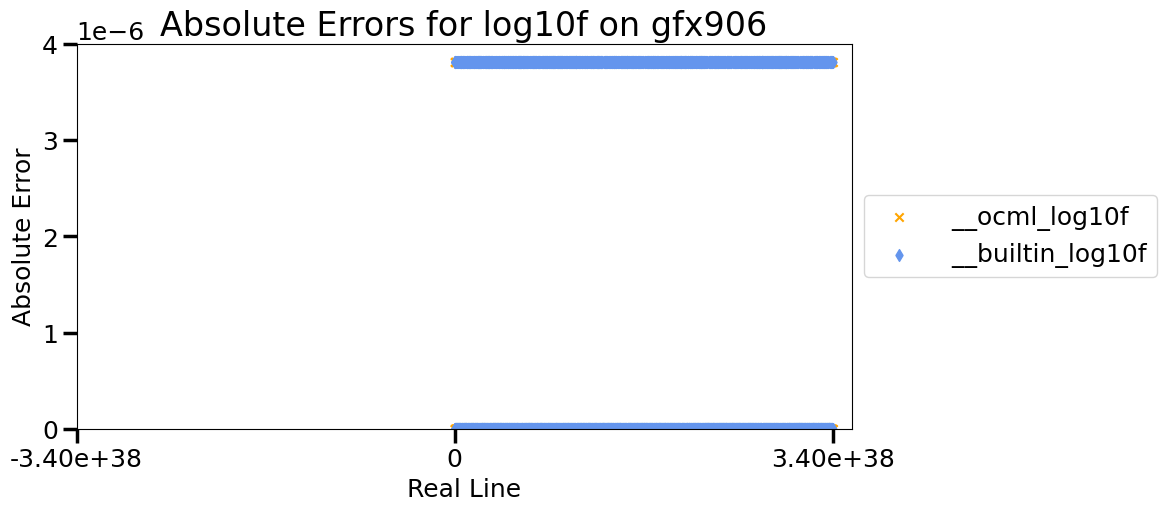 Absolute Errors for log10f on gfx906
1e−6
4
3
2
1
0
Absolute Error
-3.40e+38
0
3.40e+38
Real Line
__ocml_log10f
__builtin_log10f